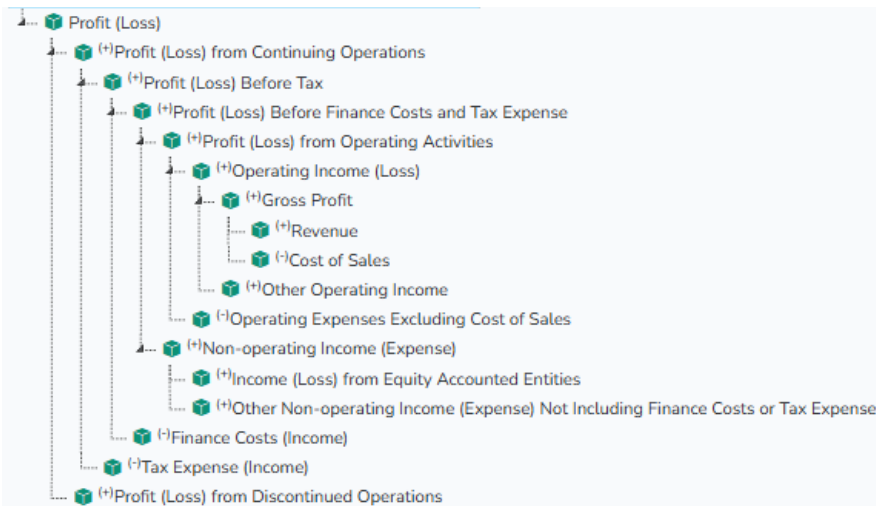 Profit (Loss)
(+)Profit (Loss) from Continuing Operations
(+)Profit (Loss) Before Tax
(+)Profit (Loss) Before Finance Costs and Tax Expense
(+)Profit (Loss) from Operating Activities
(+)Operating Income (Loss)
(+)Gross Profit
(+)Revenue
(-)Cost of Sales
(+)Other Operating Income
(-)Operating Expenses Excluding Cost of Sales
(+)Non-operating Income (Expense)
(+)Income (Loss) from Equity Accounted Entities
(+)Other Non-operating Income (Expense) Not Including Finance Costs or Tax Expense
(-)Finance Costs (Income)
(-)Tax Expense (Income)
(+)Profit (Loss) from Discontinued Operations